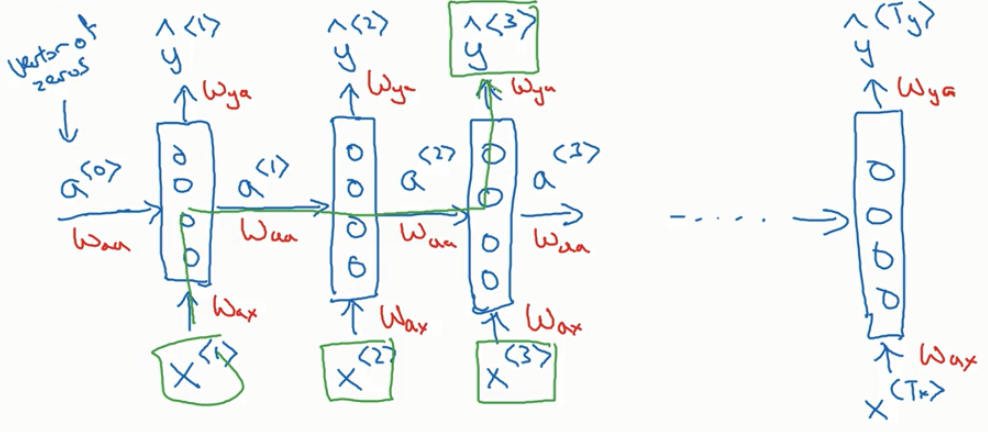 vector of
zeros
ŷ<1> ŷ<2> ŷ<3> ŷ<Ty>
Wya Wya Wya Wya
a<0> a<1> a<2> a<3>
Waa Waa Waa Waa
- . . . .
Wax Wax Wax Wax
x<1> x<2> x<3> x<Tx>